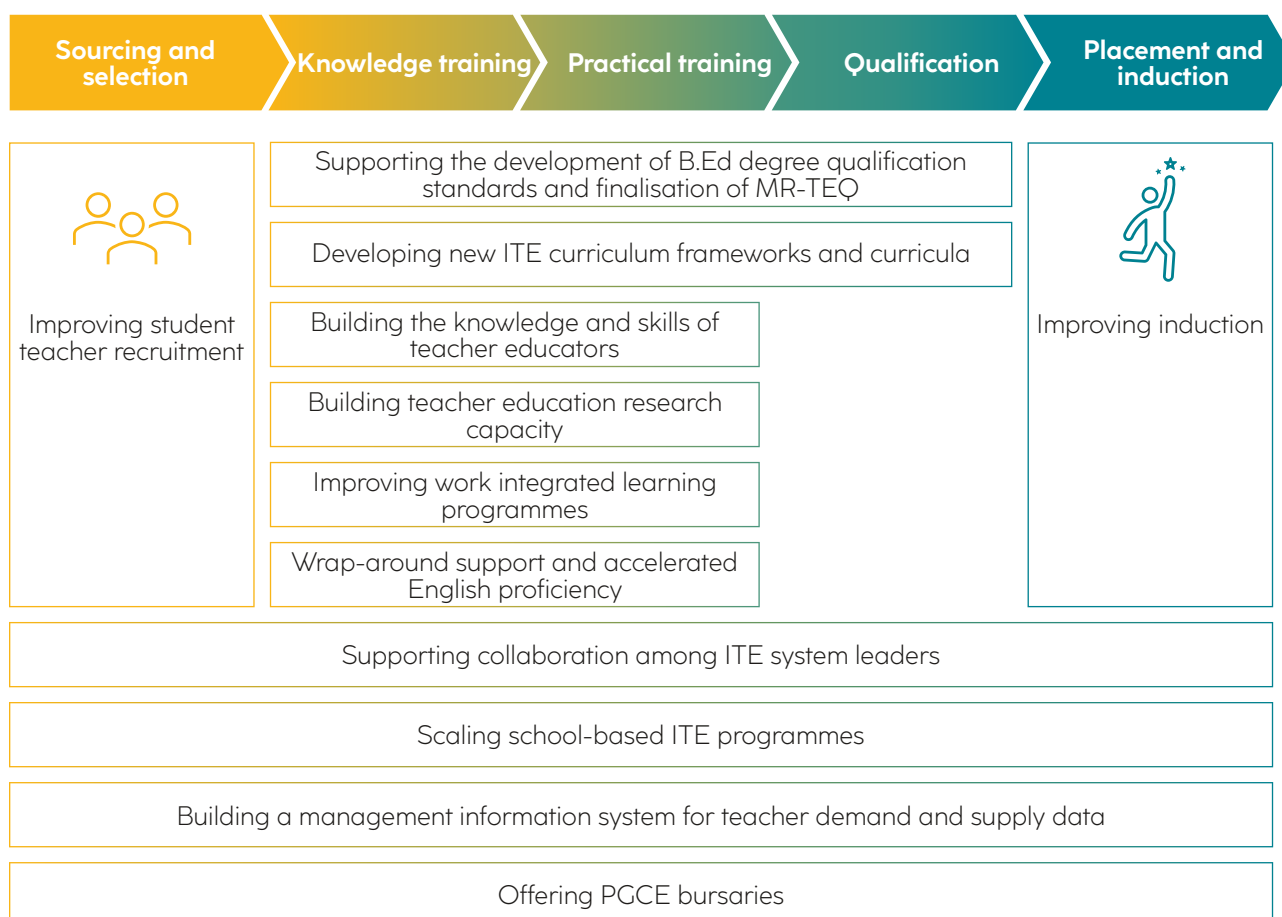 Sourcing and
selection
Knowledge training
Practical training
Qualification
Placement and
induction
Improving student
teacher recruitment
Supporting the development of B.Ed degree qualification
standards and finalisation of MR-TEQ
Developing new ITE curriculum frameworks and curricula
Building the knowledge and skills of
teacher educators
Building teacher education research
capacity
Improving work integrated learning
programmes
Wrap-around support and accelerated
English proficiency
Improving induction
Supporting collaboration among ITE system leaders
Scaling school-based ITE programmes
Building a management information system for teacher demand and supply data
Offering PGCE bursaries